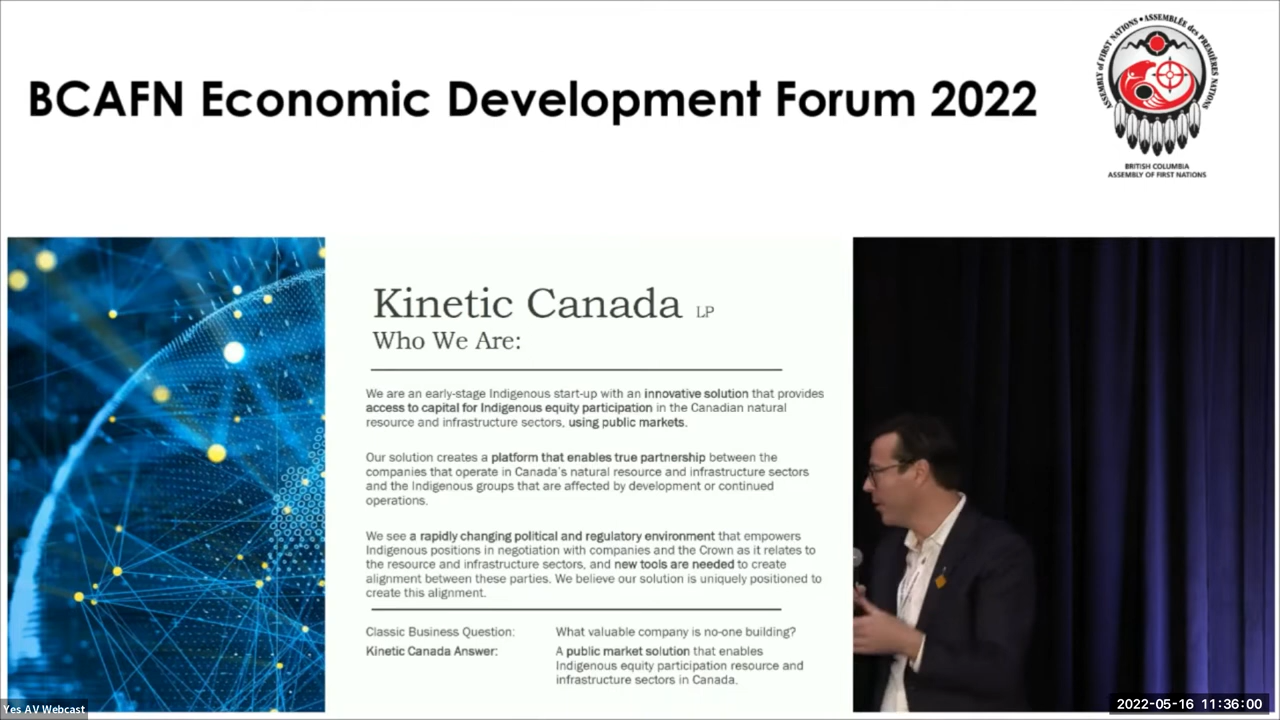 BCAFN Economic Development Forum 2022
ASSEMBLY of FIRST NATIONS • ASSEMBLÉE des PREMIÈRES NATIONS
BRITISH COLUMBIA
ASSEMBLY OF FIRST NATIONS
Kinetic Canada LP
Who We Are:
We are an early-stage Indigenous start-up with an innovative solution that provides
access to capital for Indigenous equity participation in the Canadian natural
resource and infrastructure sectors, using public markets.
Our solution creates a platform that enables true partnership between the
companies that operate in Canada's natural resource and infrastructure sectors
and the Indigenous groups that are affected by development or continued
operations.
We see a rapidly changing political and regulatory environment that empowers
Indigenous positions in negotiation with companies and the Crown as it relates to
the resource and infrastructure sectors, and new tools are needed to create
alignment between these parties. We believe our solution is uniquely positioned to
create this alignment.
Classic Business Question: What valuable company is no-one building?
Kinetic Canada Answer: A public market solution that enables
Indigenous equity participation resource and
infrastructure sectors in Canada.
Yes AV Webcast
2022-05-16 11:36:00